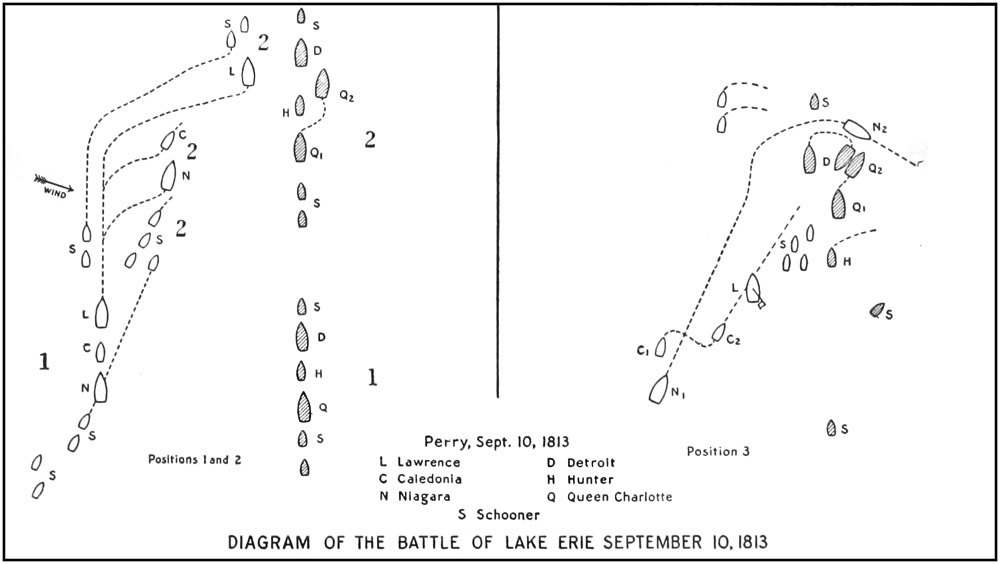 S
S
2
D
L
Q2
H
C
2
Q1
2
N
WIND
S
2
S
S
L
S
D
C
1
H
1
N
Q
S
S
S
Positions 1 and 2
S
N2
D
Q2
Q1
S
H
L
S
C1
C2
N1
S
Position 3
Perry, Sept. 10, 1813
L Lawrence
D Detroit
C Caledonia
H Hunter
N Niagara
Q Queen Charlotte
S Schooner
DIAGRAM OF THE BATTLE OF LAKE ERIE SEPTEMBER 10, 1813